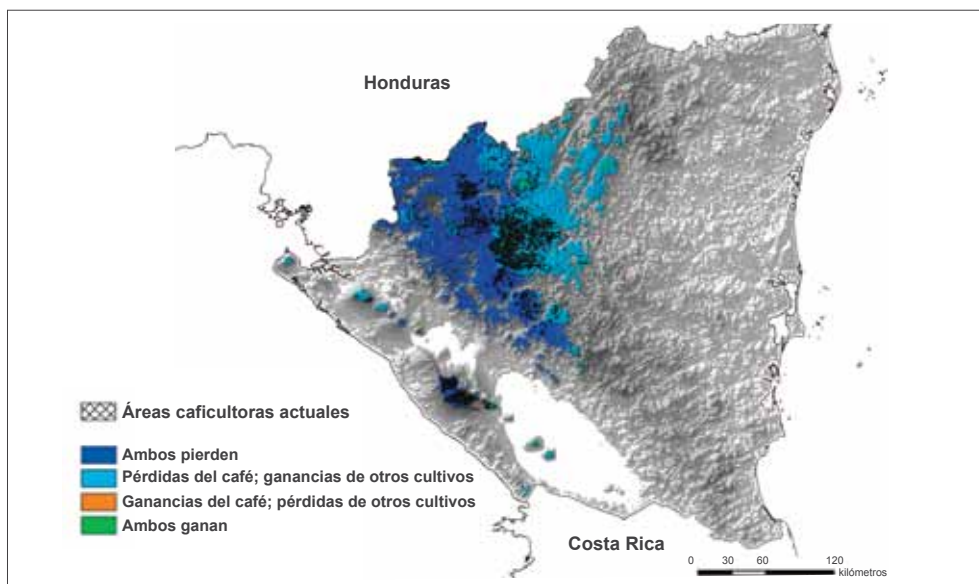 Honduras
Áreas caficultoras actuales
Ambos pierden
Pérdidas del café; ganancias de otros cultivos
Ganancias del café; pérdidas de otros cultivos
Ambos ganan
Costa Rica
0 30 60 120
kilómetros